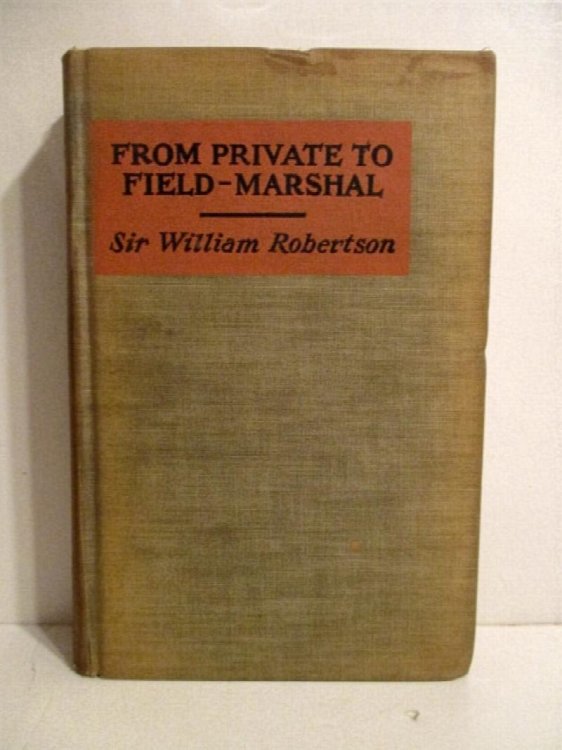 FROM PRIVATE TO
FIELD-MARSHAL
Sir William Robertson